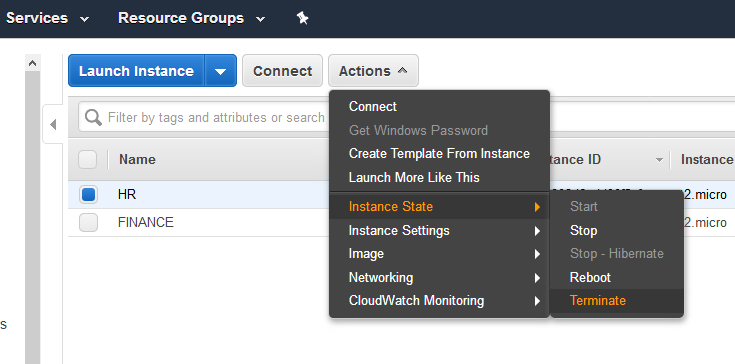 Services Resource Groups
Launch Instance Connect Actions
Filter by tags and attributes or search
Connect
Get Windows Password
Create Template From Instance
Launch More Like This
Name Instance
HR 2.micro
FINANCE 2.micro
Instance State
Instance Settings
Image
Networking
CloudWatch Monitoring
Start
Stop
Stop - Hibernate
Reboot
Terminate
s